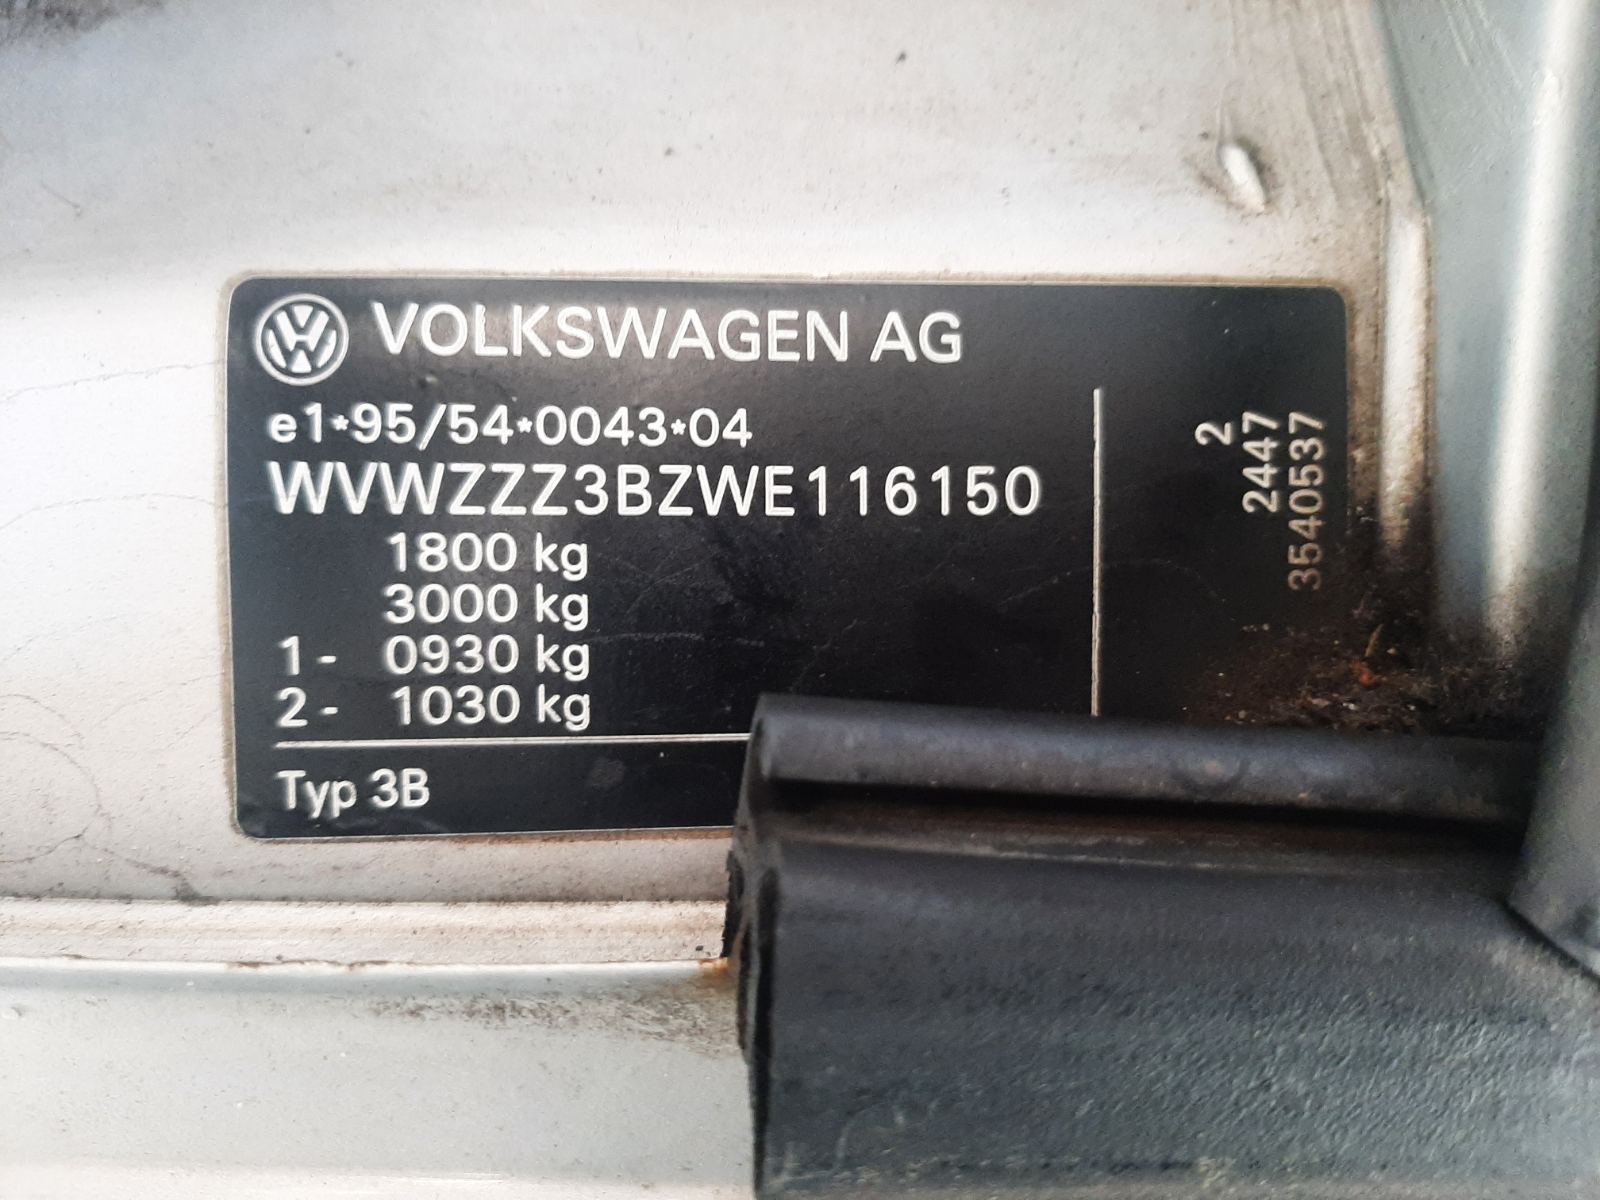 VOLKSWAGEN AG
e1*95/54*0043*04
WVWZZZ3BZWE116150
1800 kg
3000 kg
1- 0930 kg
2- 1030 kg
Typ 3B
2
2447
3540537